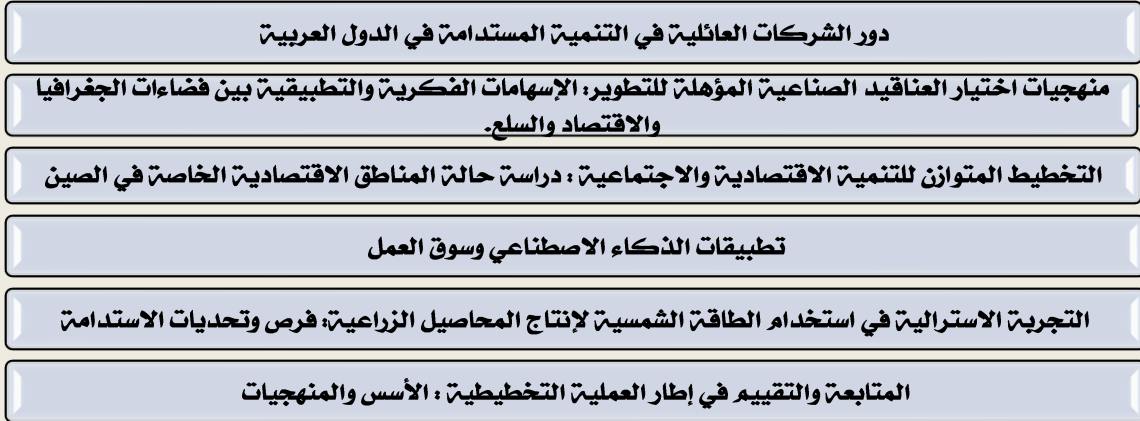 دور الشركات العائلية في التنمية المستدامة في الدول العربية
منهجيات اختيار العناقيد الصناعية المؤهلة للتطوير: الإسهامات الفكرية والتطبيقية بين فضاءات الجغرافيا
والاقتصاد والسلع.
التخطيط المتوازن للتنمية الاقتصادية والاجتماعية : دراسة حالة المناطق الاقتصادية الخاصة في الصين
تطبيقات الذكاء الاصطناعي وسوق العمل
التجربة الاسترالية في استخدام الطاقة الشمسية لإنتاج المحاصيل الزراعية: فرص وتحديات الاستدامة
المتابعة والتقييم في إطار العملية التخطيطية : الأسس والمنهجيات